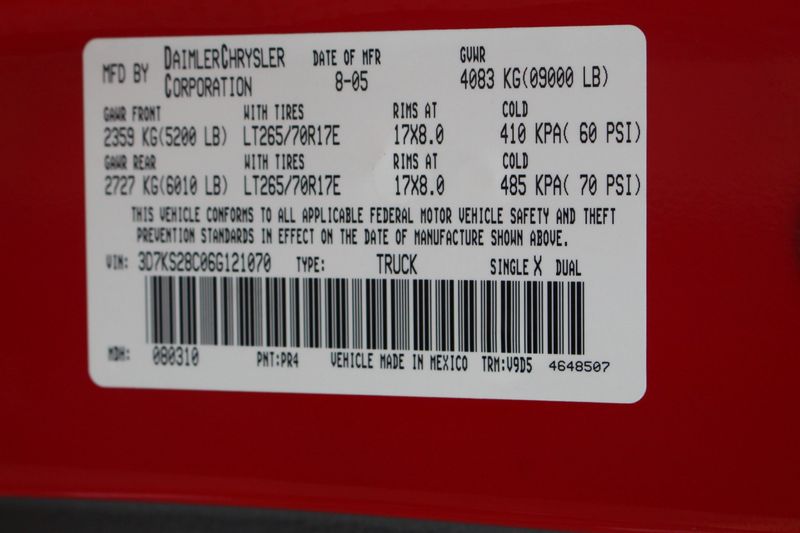 MFD BY DAIMLERCHRYSLER CORPORATION DATE OF MFR 8-05 GVWR 4083 KG(09000 LB)
GAWR FRONT WITH TIRES RIMS AT COLD
2359 KG(5200 LB) LT265/70R17E 17X8.0 410 KPA( 60 PSI)
GAWR REAR WITH TIRES RIMS AT COLD
2727 KG(6010 LB) LT265/70R17E 17X8.0 485 KPA( 70 PSI)
THIS VEHICLE CONFORMS TO ALL APPLICABLE FEDERAL MOTOR VEHICLE SAFETY AND THEFT
PREVENTION STANDARDS IN EFFECT ON THE DATE OF MANUFACTURE SHOWN ABOVE.
VIN: 3D7KS28C06G121070 TYPE: TRUCK SINGLE X DUAL
MDH: 080310 PNT:PR4 VEHICLE MADE IN MEXICO TRM:V9D5 4648507